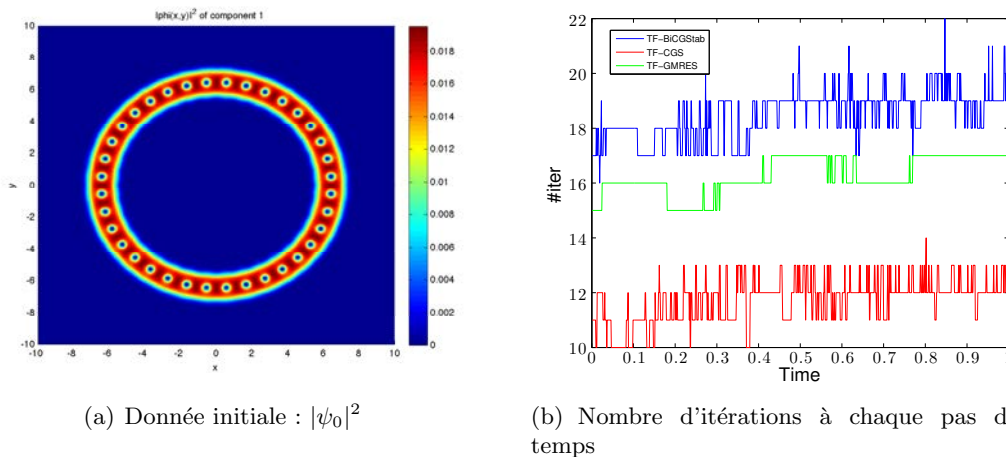 |phi(x,y)|² of component 1
10
8
6
4
2
0
-2
-4
-6
-8
-10
y
-10 -8 -6 -4 -2 0 2 4 6 8 10
x
0.018
0.016
0.014
0.012
0.01
0.008
0.006
0.004
0.002
0
(a) Donnée initiale : |ψ₀|²
22
20
18
16
14
12
10
#iter
TF-BiCGStab
TF-CGS
TF-GMRES
0 0.1 0.2 0.3 0.4 0.5 0.6 0.7 0.8 0.9
Time
(b) Nombre d'itérations à chaque pas d
temps